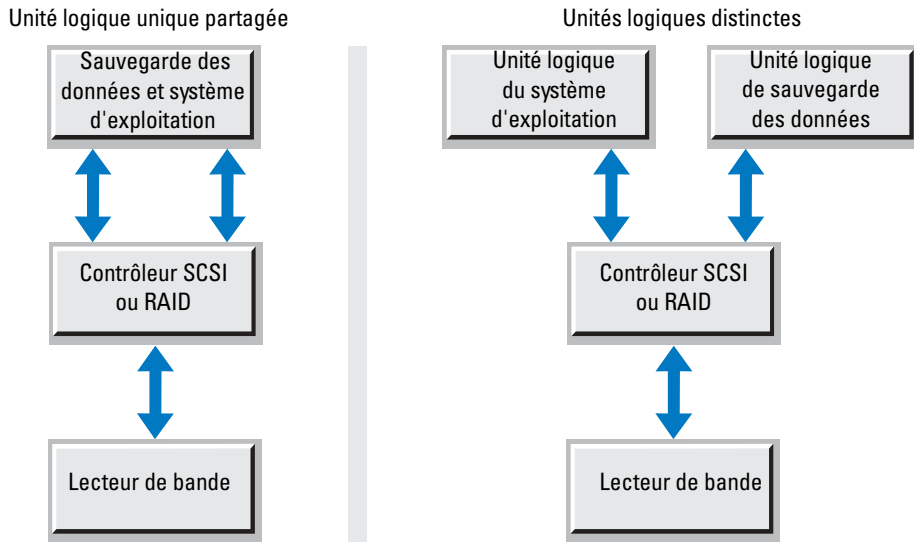 Unité logique unique partagée
Sauvegarde des
données et système
d'exploitation
Contrôleur SCSI
ou RAID
Lecteur de bande
Unités logiques distinctes
Unité logique
du système
d'exploitation
Unité logique
de sauvegarde
des données
Contrôleur SCSI
ou RAID
Lecteur de bande